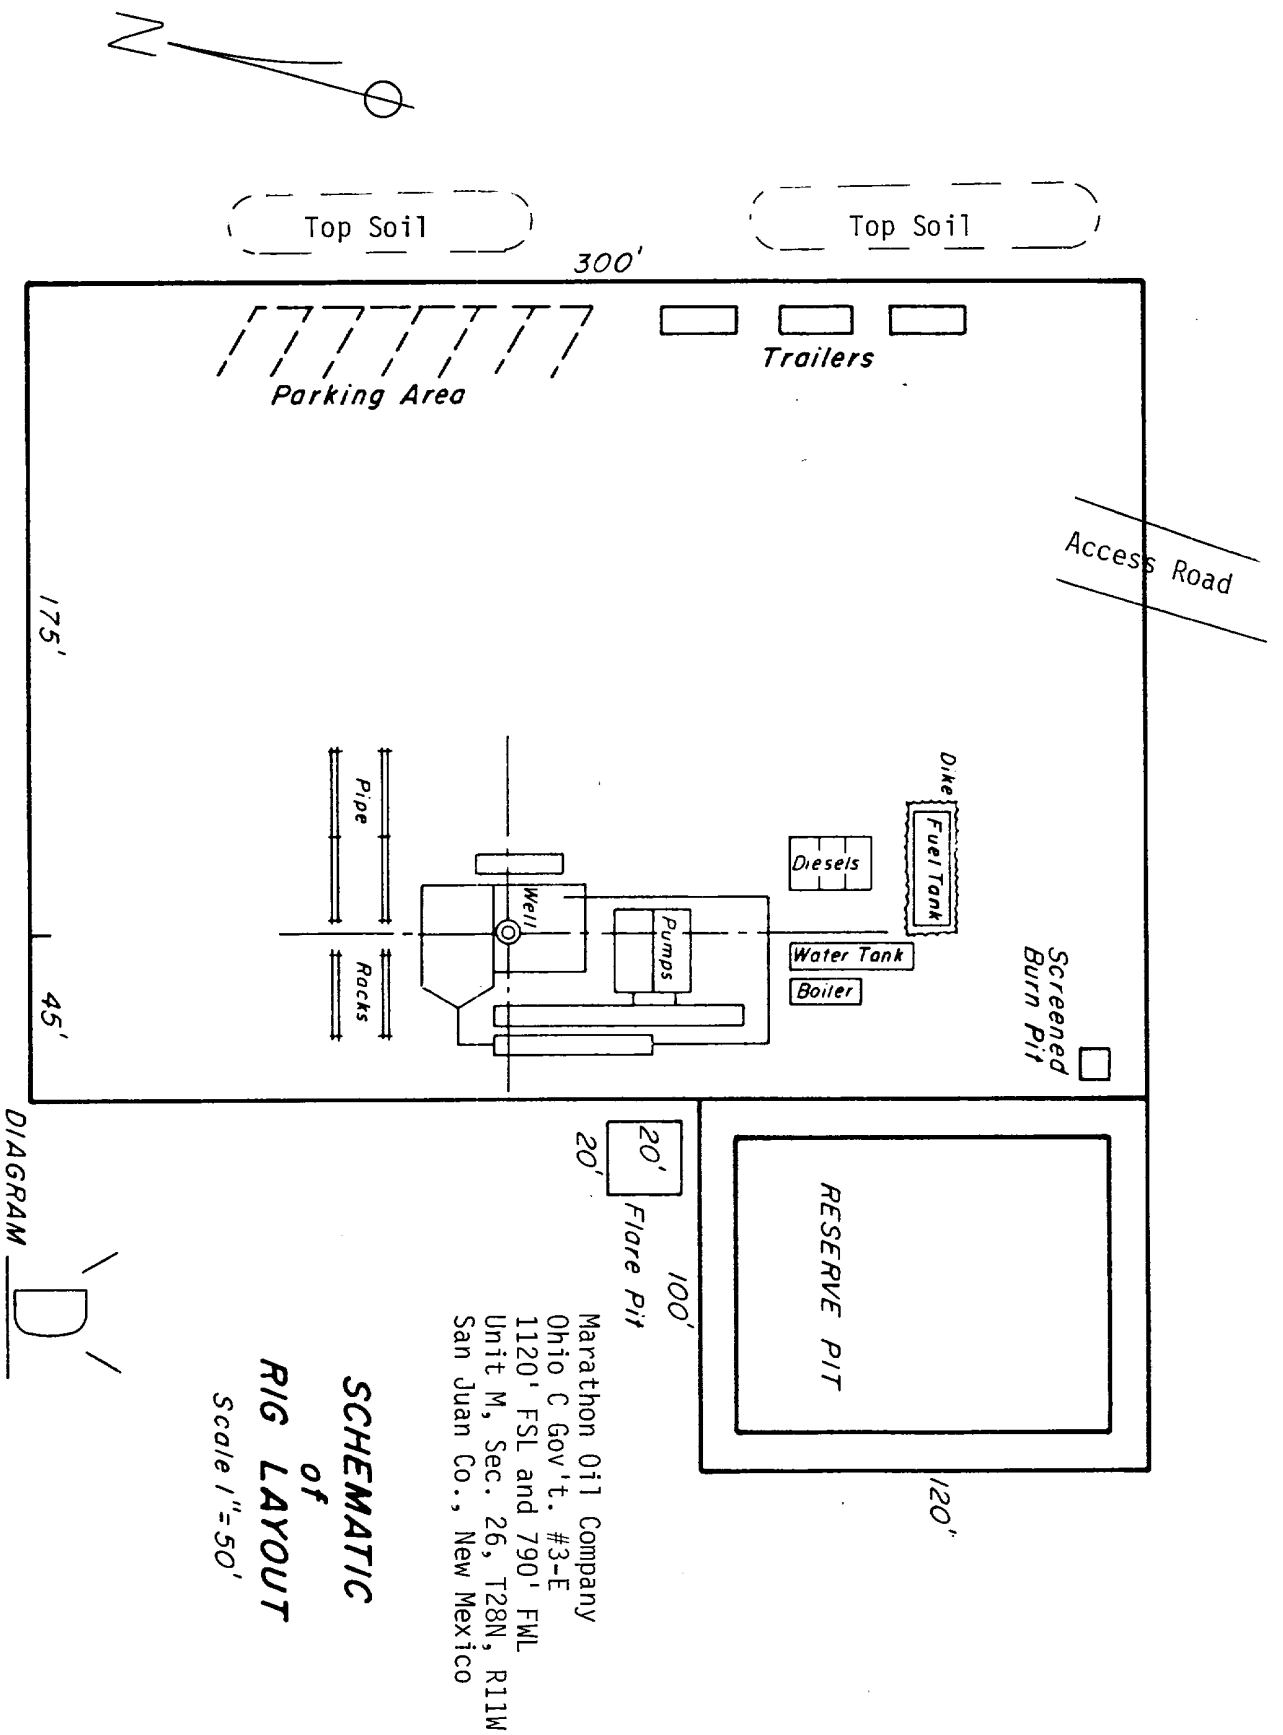 N
Top Soil
Top Soil
300'
Trailers
Parking Area
Access Road
175'
Dike
Fuel Tank
Diesels
Pipe
Well
Pumps
Water Tank
Boiler
Racks
Screened
Burn Pit
45'
20'
20'
Flare Pit
RESERVE PIT
100'
120'
Marathon Oil Company
Ohio C Gov't. #3-E
1120' FSL and 790' FWL
Unit M, Sec. 26, T28N, R11W
San Juan Co., New Mexico
SCHEMATIC
of
RIG LAYOUT
Scale 1"=50'
DIAGRAM
D